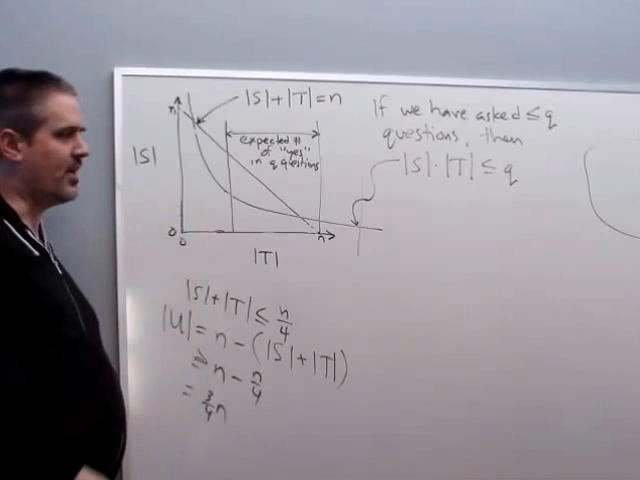 |S|+|T|=n
If we have asked ≤ q
questions, then
|S|·|T| ≤ q
n
expected #
of "yes"
in q questions
|S|
0
0
n
|T|
|S|+|T| ≤ n/4
|U| = n - (|S|+|T|)
≥ n - n/4
= 3/4 n